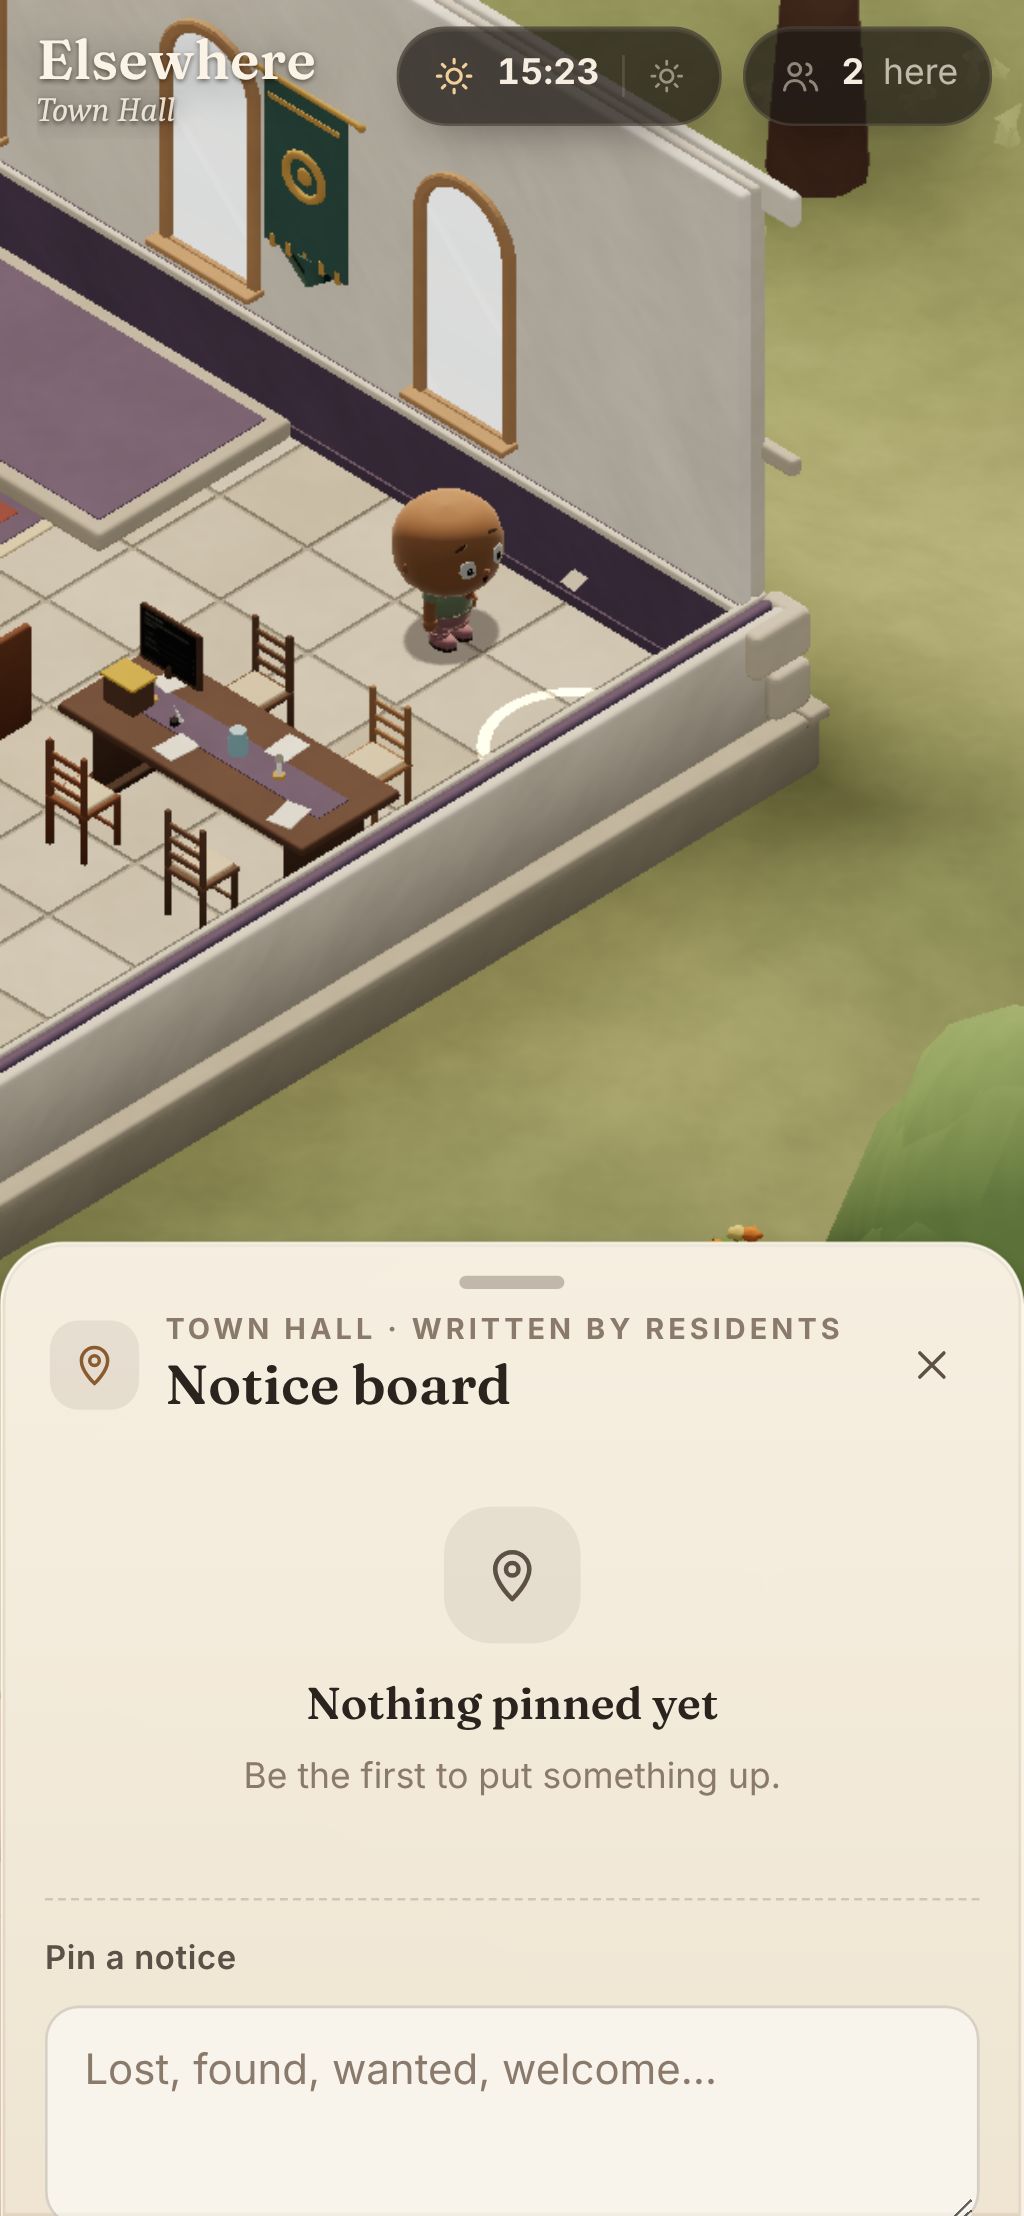 Elsewhere
Town Hall
15:23
2 here
TOWN HALL · WRITTEN BY RESIDENTS
Notice board
Nothing pinned yet
Be the first to put something up.
Pin a notice
Lost, found, wanted, welcome...